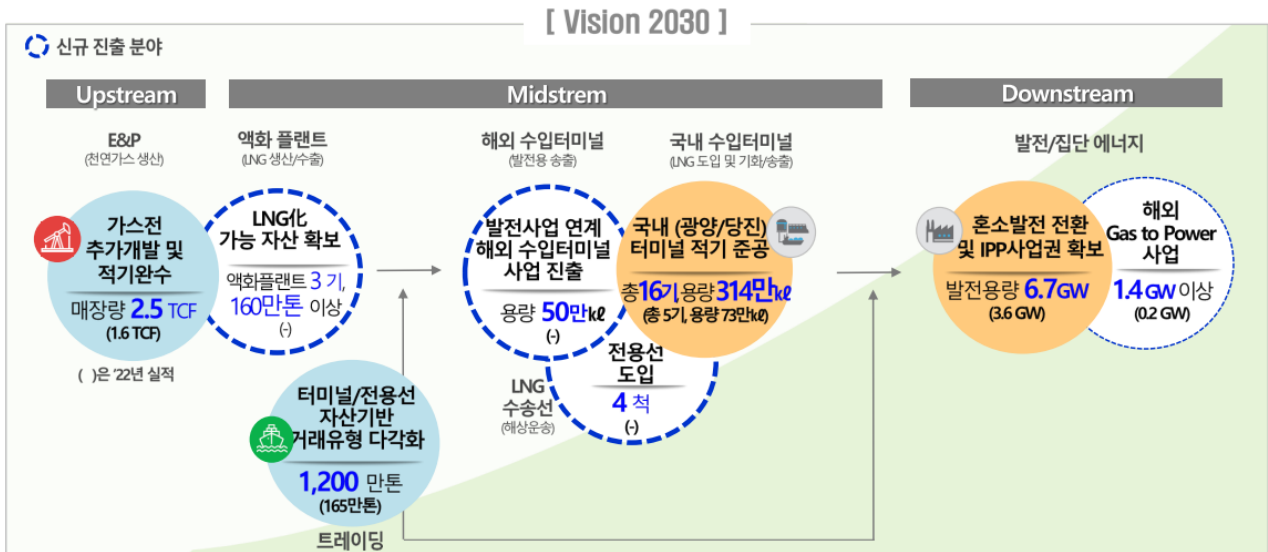 [ Vision 2030 ]
신규 진출 분야
Upstream
Midstrem
Downstream
E&P
(천연가스 생산)
액화 플랜트
(LNG 생산/수출)
해외 수입터미널
(발전용 송출)
국내 수입터미널
(LNG 도입 및 기화/송출)
발전/집단 에너지
가스전
추가개발 및
적기완수
매장량 2.5 TCF
(1.6 TCF)
LNG化
가능 자산 확보
액화플랜트 3 기,
160만톤 이상
(-)
발전사업 연계
해외 수입터미널
사업 진출
용량 50만㎘
(-)
국내 (광양/당진)
터미널 적기 준공
총16기,용량314만㎘
(총 5기, 용량 73만㎘)
혼소발전 전환
및 IPP사업권 확보
발전용량 6.7GW
(3.6 GW)
해외
Gas to Power
사업
1.4 GW 이상
(0.2 GW)
( )은 '22년 실적
터미널/전용선
자산기반
거래유형 다각화
1,200 만톤
(165만톤)
트레이딩
LNG
수송선
(해상운송)
전용선
도입
4 척
(-)